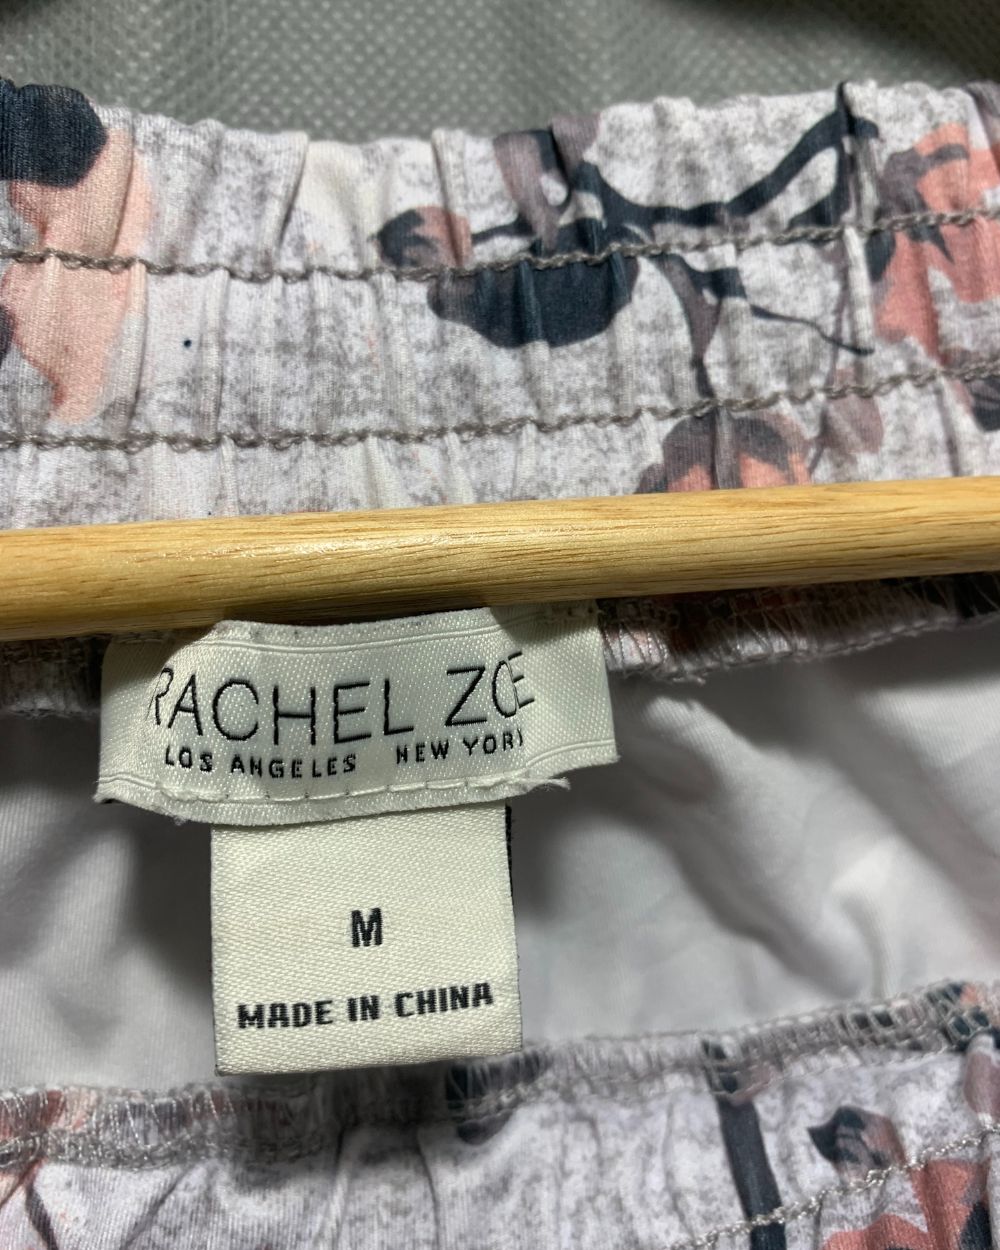 RACHEL ZOE
LOS ANGELES NEW YORK
M
MADE IN CHINA